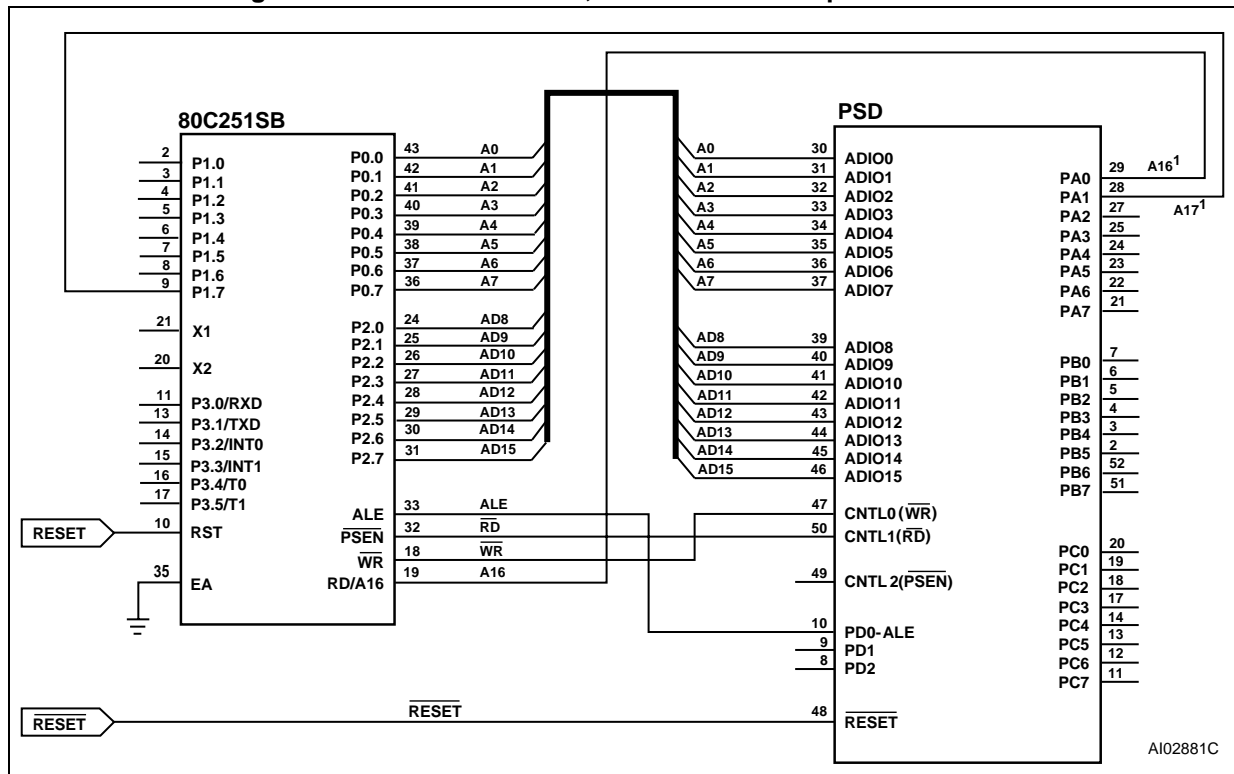 80C251SB
2 P1.0
3 P1.1
4 P1.2
5 P1.3
6 P1.4
7 P1.5
8 P1.6
9 P1.7
21 X1
20 X2
11 P3.0/RXD
13 P3.1/TXD
14 P3.2/INT0
15 P3.3/INT1
16 P3.4/T0
17 P3.5/T1
RESET 10 RST
35 EA
P0.0 43 A0
P0.1 42 A1
P0.2 41 A2
P0.3 40 A3
P0.4 39 A4
P0.5 38 A5
P0.6 37 A6
P0.7 36 A7
P2.0 24 AD8
P2.1 25 AD9
P2.2 26 AD10
P2.3 27 AD11
P2.4 28 AD12
P2.5 29 AD13
P2.6 30 AD14
P2.7 31 AD15
ALE 33 ALE
PSEN 32 RD
WR 18 WR
RD/A16 19 A16
PSD
A0 30 ADIO0
A1 31 ADIO1
A2 32 ADIO2
A3 33 ADIO3
A4 34 ADIO4
A5 35 ADIO5
A6 36 ADIO6
A7 37 ADIO7
AD8 39 ADIO8
AD9 40 ADIO9
AD10 41 ADIO10
AD11 42 ADIO11
AD12 43 ADIO12
AD13 44 ADIO13
AD14 45 ADIO14
AD15 46 ADIO15
47 CNTL0(WR)
50 CNTL1(RD)
49 CNTL 2(PSEN)
10 PD0-ALE
9 PD1
8 PD2
48 RESET
PA0 29 A16¹
PA1 28 A17¹
PA2 27
PA3 25
PA4 24
PA5 23
PA6 22
PA7 21
PB0 7
PB1 6
PB2 5
PB3 4
PB4 3
PB5 2
PB6 52
PB7 51
PC0 20
PC1 19
PC2 18
PC3 17
PC4 14
PC5 13
PC6 12
PC7 11
RESET RESET
AI02881C